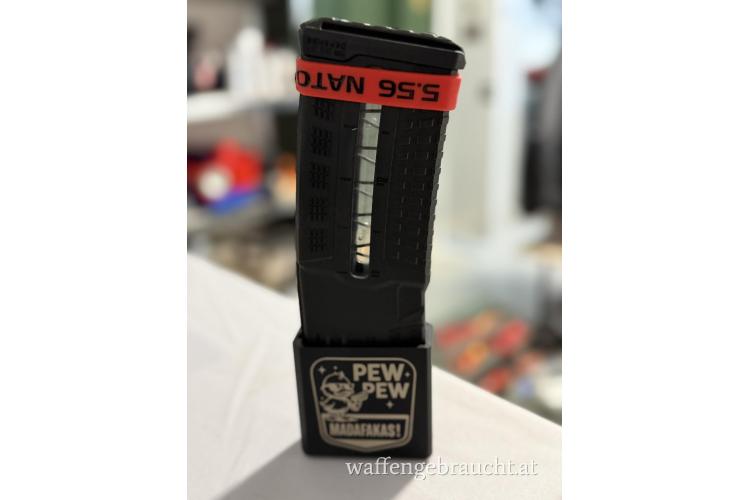 5.56 NATO
PEW
PEW
MADAFAKAS!
waffengebraucht.at